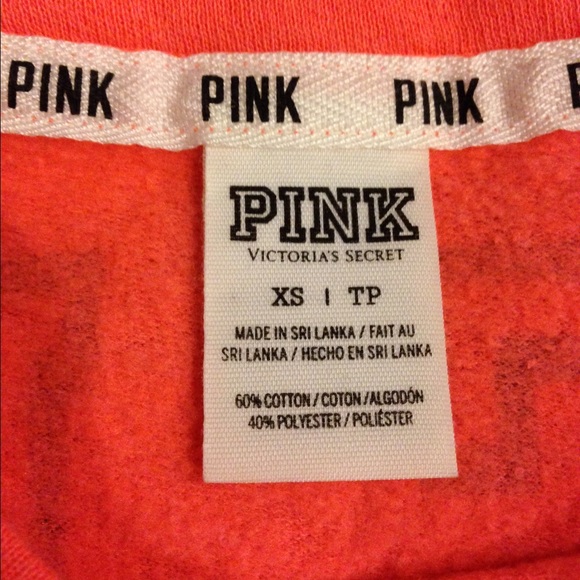 PINK PINK PINK
PINK
VICTORIA'S SECRET
XS | TP
MADE IN SRI LANKA / FAIT AU
SRI LANKA / HECHO EN SRI LANKA
60% COTTON / COTON /ALGODÓN
40% POLYESTER / POLIÉSTER